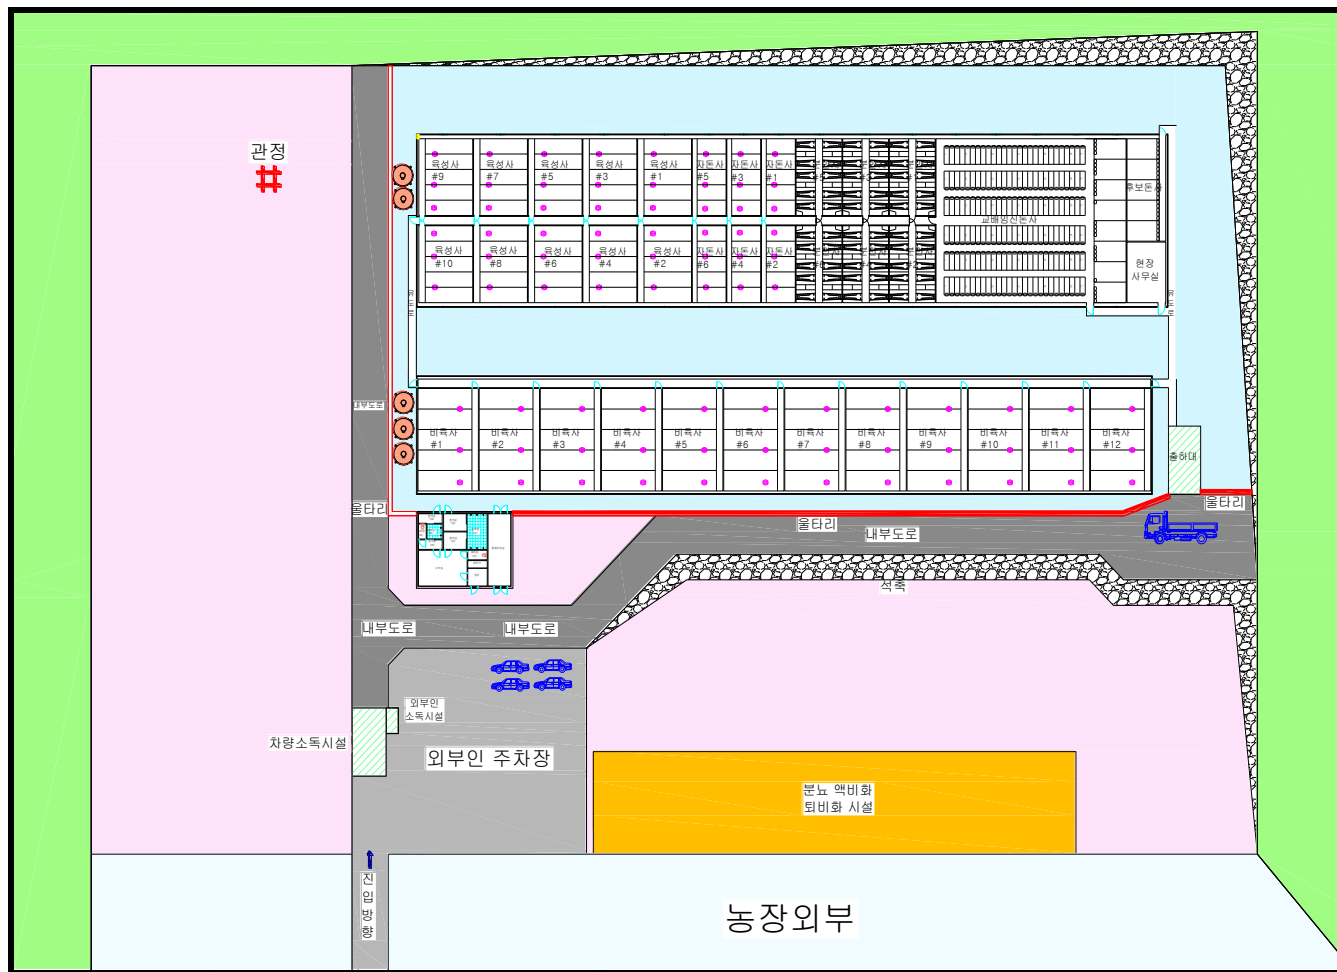 관정
육성사
#9
육성사
#7
육성사
#5
육성사
#3
육성사
#1
자돈사
#5
자돈사
#3
자돈사
#1
후보돈사
교배임신돈사
육성사
#10
육성사
#8
육성사
#6
육성사
#4
육성사
#2
자돈사
#6
자돈사
#4
자돈사
#2
현장
사무실
내부도로
비육사
#1
비육사
#2
비육사
#3
비육사
#4
비육사
#5
비육사
#6
비육사
#7
비육사
#8
비육사
#9
비육사
#10
비육사
#11
비육사
#12
출하대
울타리
울타리
울타리
내부도로
석축
내부도로
내부도로
외부인
소독시설
차량소독시설
외부인 주차장
분뇨 액비화
퇴비화 시설
진입방향
농장외부